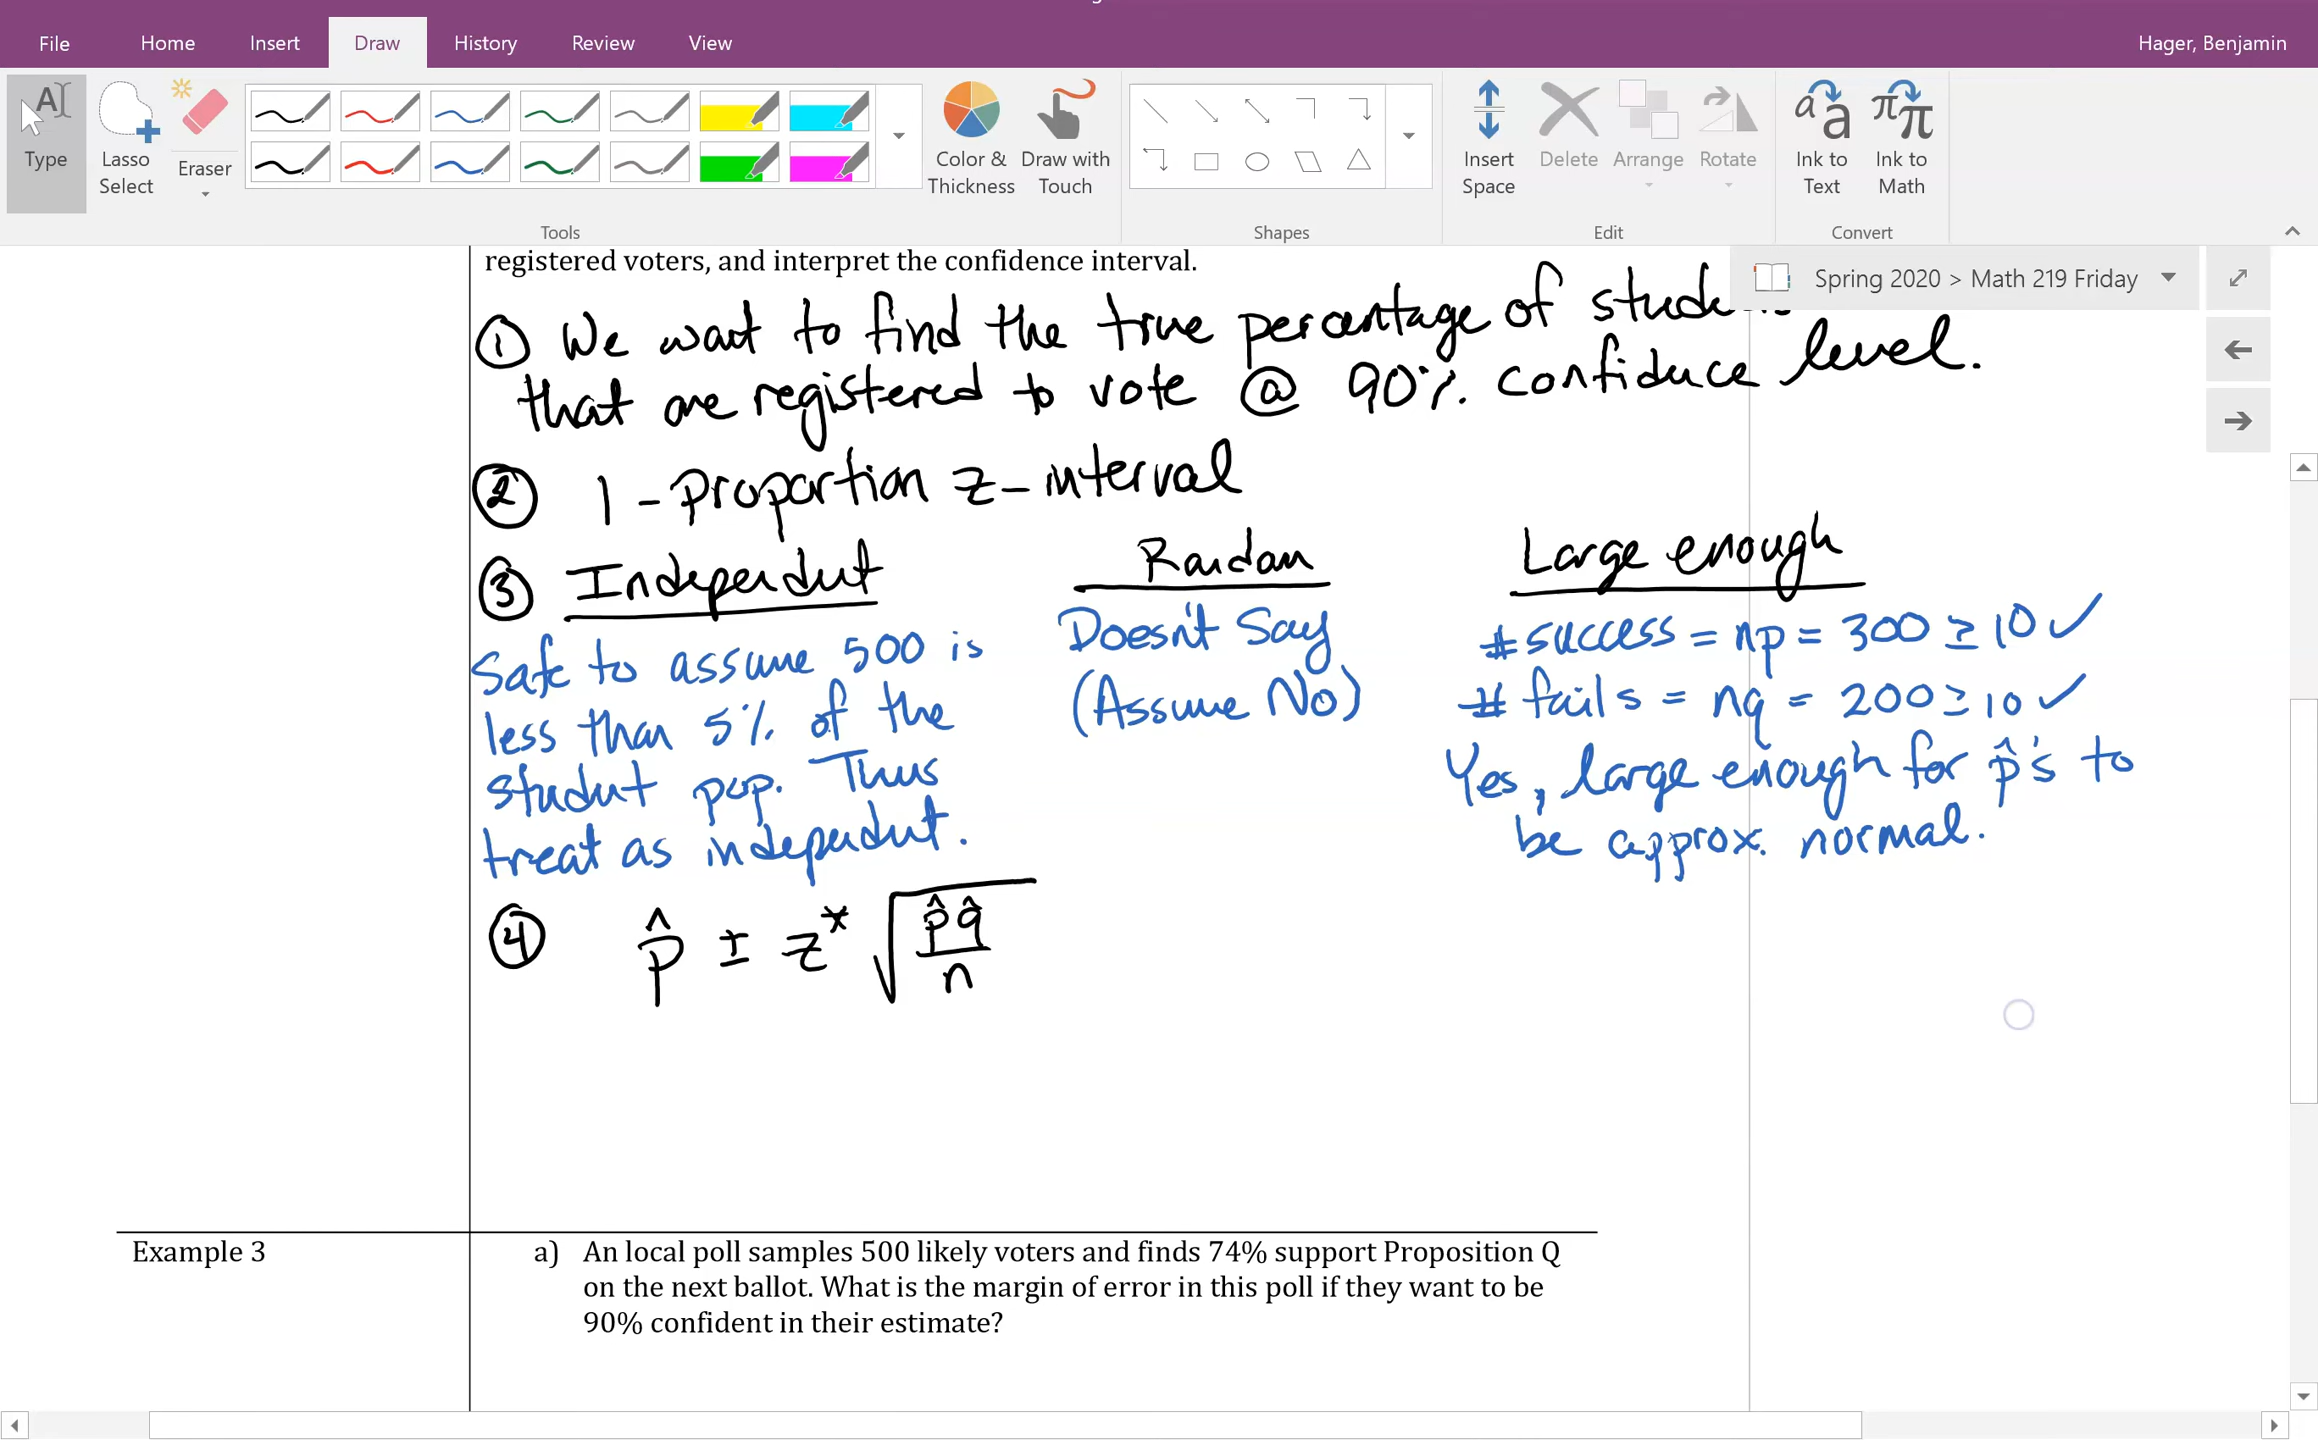 File Home Insert Draw History Review View Hager, Benjamin
Type Lasso Select Eraser Color & Thickness Draw with Touch Insert Space Delete Arrange Rotate Ink to Text Ink to Math
Tools Shapes Edit Convert
Spring 2020 > Math 219 Friday
registered voters, and interpret the confidence interval.
① We want to find the true percentage of
that are registered to vote @ 90% confidence level.
② 1-Proportion z-interval
③ Independent Random Large enough
Safe to assume 500 is
less than 5% of the
student pop. Thus
treat as independent.
Doesn't Say
(Assume No)
# success = np = 300 ≥ 10 ✓
# fails = nq = 200 ≥ 10 ✓
Yes, large enough for p̂'s to
be approx. normal.
④ p̂ ± z* √(p̂q̂/n)
Example 3
a) An local poll samples 500 likely voters and finds 74% support Proposition Q
on the next ballot. What is the margin of error in this poll if they want to be
90% confident in their estimate?